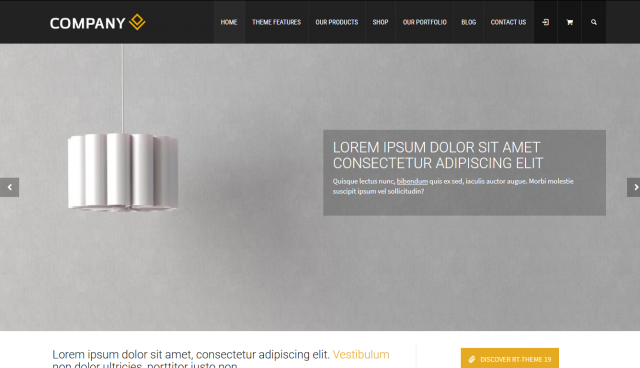 COMPANY
HOME THEME FEATURES OUR PRODUCTS SHOP OUR PORTFOLIO BLOG CONTACT US
LOREM IPSUM DOLOR SIT AMET
CONSECTETUR ADIPISCING ELIT
Quisque lectus nunc, bibendum quis ex sed, iaculis auctor augue. Morbi molestie
suscipit ipsum vel sollicitudin?
Lorem ipsum dolor sit amet, consectetur adipiscing elit. Vestibulum
non dolor ultricies, porttitor justo non
DISCOVER RT-THEME 19